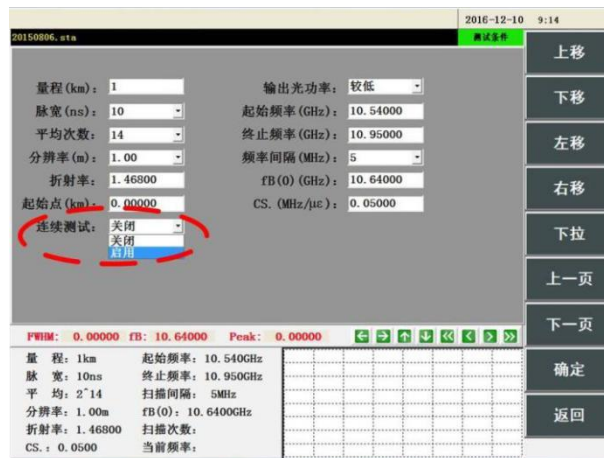 2016-12-10 9:14
20150806.sta 测试条件
量程(km): 1 输出光功率: 较低
脉宽(ns): 10 起始频率(GHz): 10.54000
平均次数: 14 终止频率(GHz): 10.95000
分辨率(m): 1.00 频率间隔(MHz): 5
折射率: 1.46800 fB(0)(GHz): 10.64000
起始点(km): 0.00000 CS.(MHz/με): 0.05000
连续测试: 关闭
关闭
启用
FWHM: 0.00000 fB: 10.64000 Peak: 0.00000
量 程: 1km 起始频率: 10.540GHz
脉 宽: 10ns 终止频率: 10.950GHz
平 均: 2^14 扫描间隔: 5MHz
分辨率: 1.00m fB(0): 10.6400GHz
折射率: 1.46800 扫描次数:
CS.: 0.0500 当前频率:
上移
下移
左移
右移
下拉
上一页
下一页
确定
返回